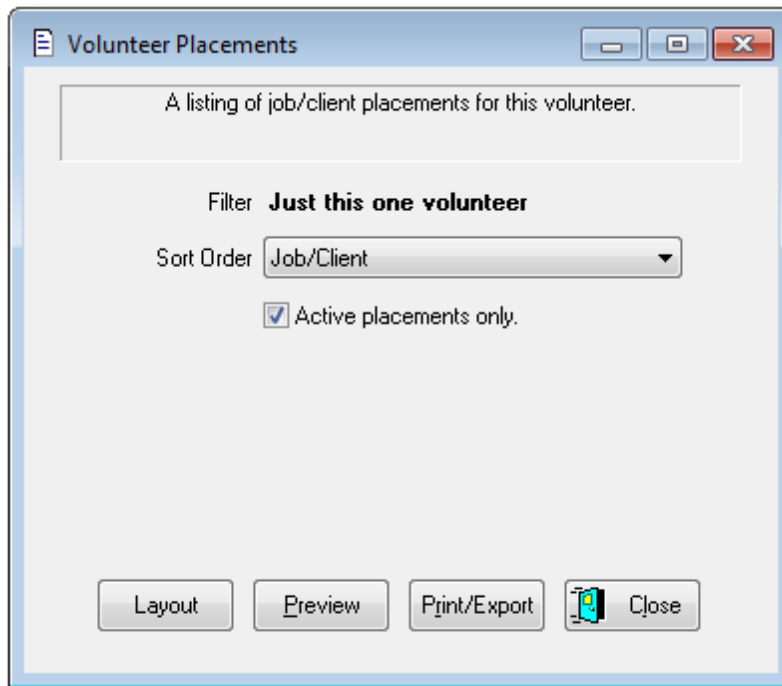 Volunteer Placements
A listing of job/client placements for this volunteer.
Filter Just this one volunteer
Sort Order Job/Client
Active placements only.
Layout Preview Print/Export Close